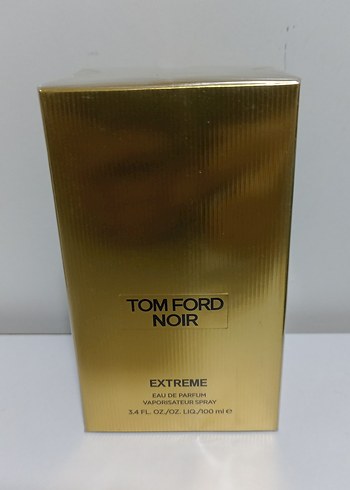 TOM FORD
NOIR
EXTREME
EAU DE PARFUM
VAPORISATEUR SPRAY
3.4 FL. OZ./OZ. LIQ./100 ml ℮